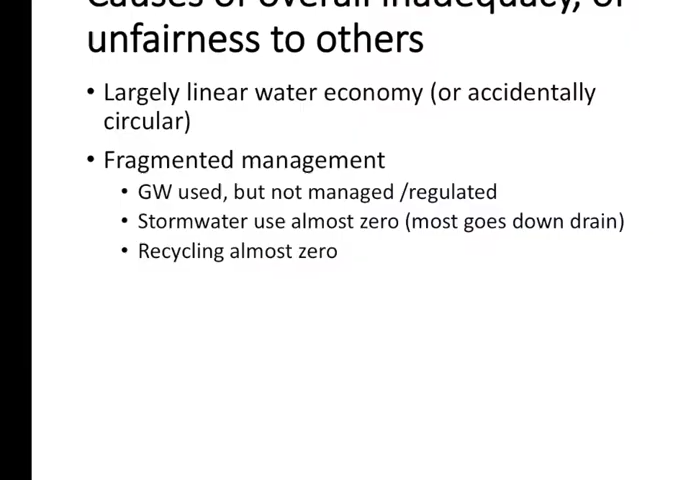 Causes of overall inadequacy, or
unfairness to others
• Largely linear water economy (or accidentally
circular)
• Fragmented management
• GW used, but not managed /regulated
• Stormwater use almost zero (most goes down drain)
• Recycling almost zero